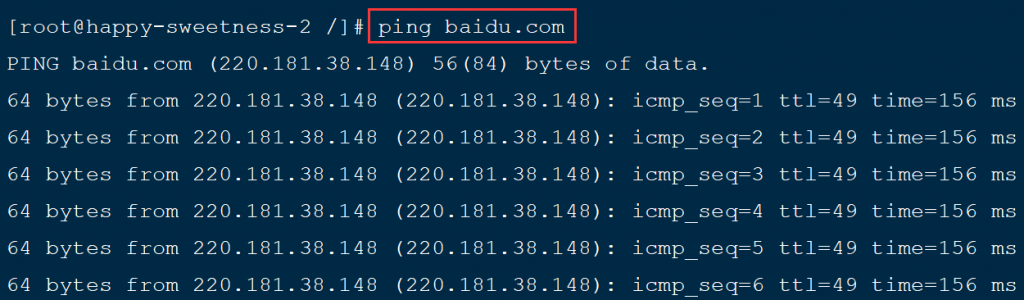 [root@happy-sweetness-2 /]# ping baidu.com
PING baidu.com (220.181.38.148) 56(84) bytes of data.
64 bytes from 220.181.38.148 (220.181.38.148): icmp_seq=1 ttl=49 time=156 ms
64 bytes from 220.181.38.148 (220.181.38.148): icmp_seq=2 ttl=49 time=156 ms
64 bytes from 220.181.38.148 (220.181.38.148): icmp_seq=3 ttl=49 time=156 ms
64 bytes from 220.181.38.148 (220.181.38.148): icmp_seq=4 ttl=49 time=156 ms
64 bytes from 220.181.38.148 (220.181.38.148): icmp_seq=5 ttl=49 time=156 ms
64 bytes from 220.181.38.148 (220.181.38.148): icmp_seq=6 ttl=49 time=156 ms